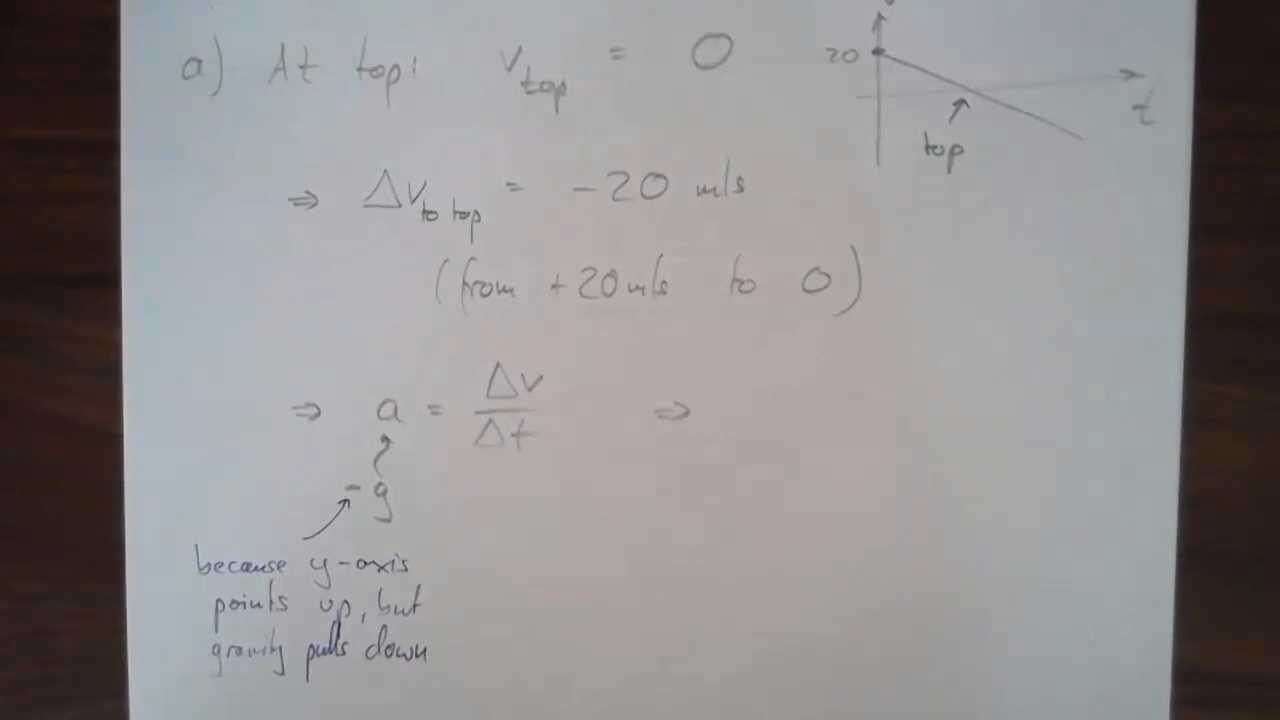 a) At top: v_top = 0
20
t
top
⇒ Δv_to top = -20 m/s
(from +20 m/s to 0)
⇒ a = Δv/Δt ⇒
-g
because y-axis
points up, but
gravity pulls down